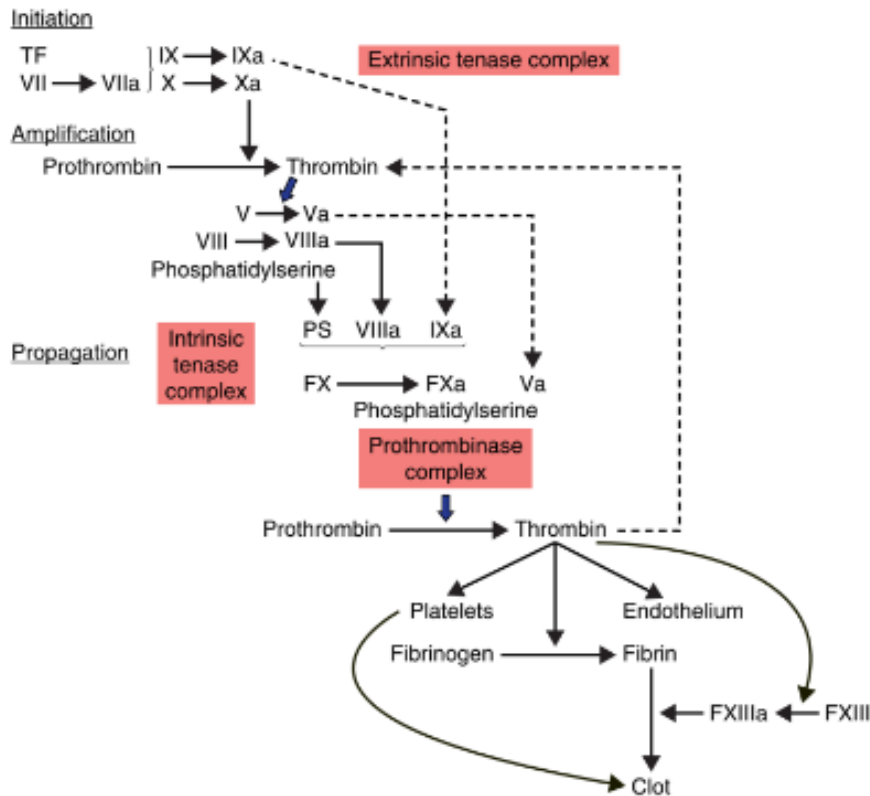 Initiation
TF IX IXa Extrinsic tenase complex
VII VIIa X Xa
Amplification
Prothrombin Thrombin
V Va
VIII VIIIa
Phosphatidylserine
PS VIIIa IXa
Propagation
Intrinsic
tenase
complex
FX FXa Va
Phosphatidylserine
Prothrombinase
complex
Prothrombin Thrombin
Platelets Endothelium
Fibrinogen Fibrin
FXIIIa FXIII
Clot